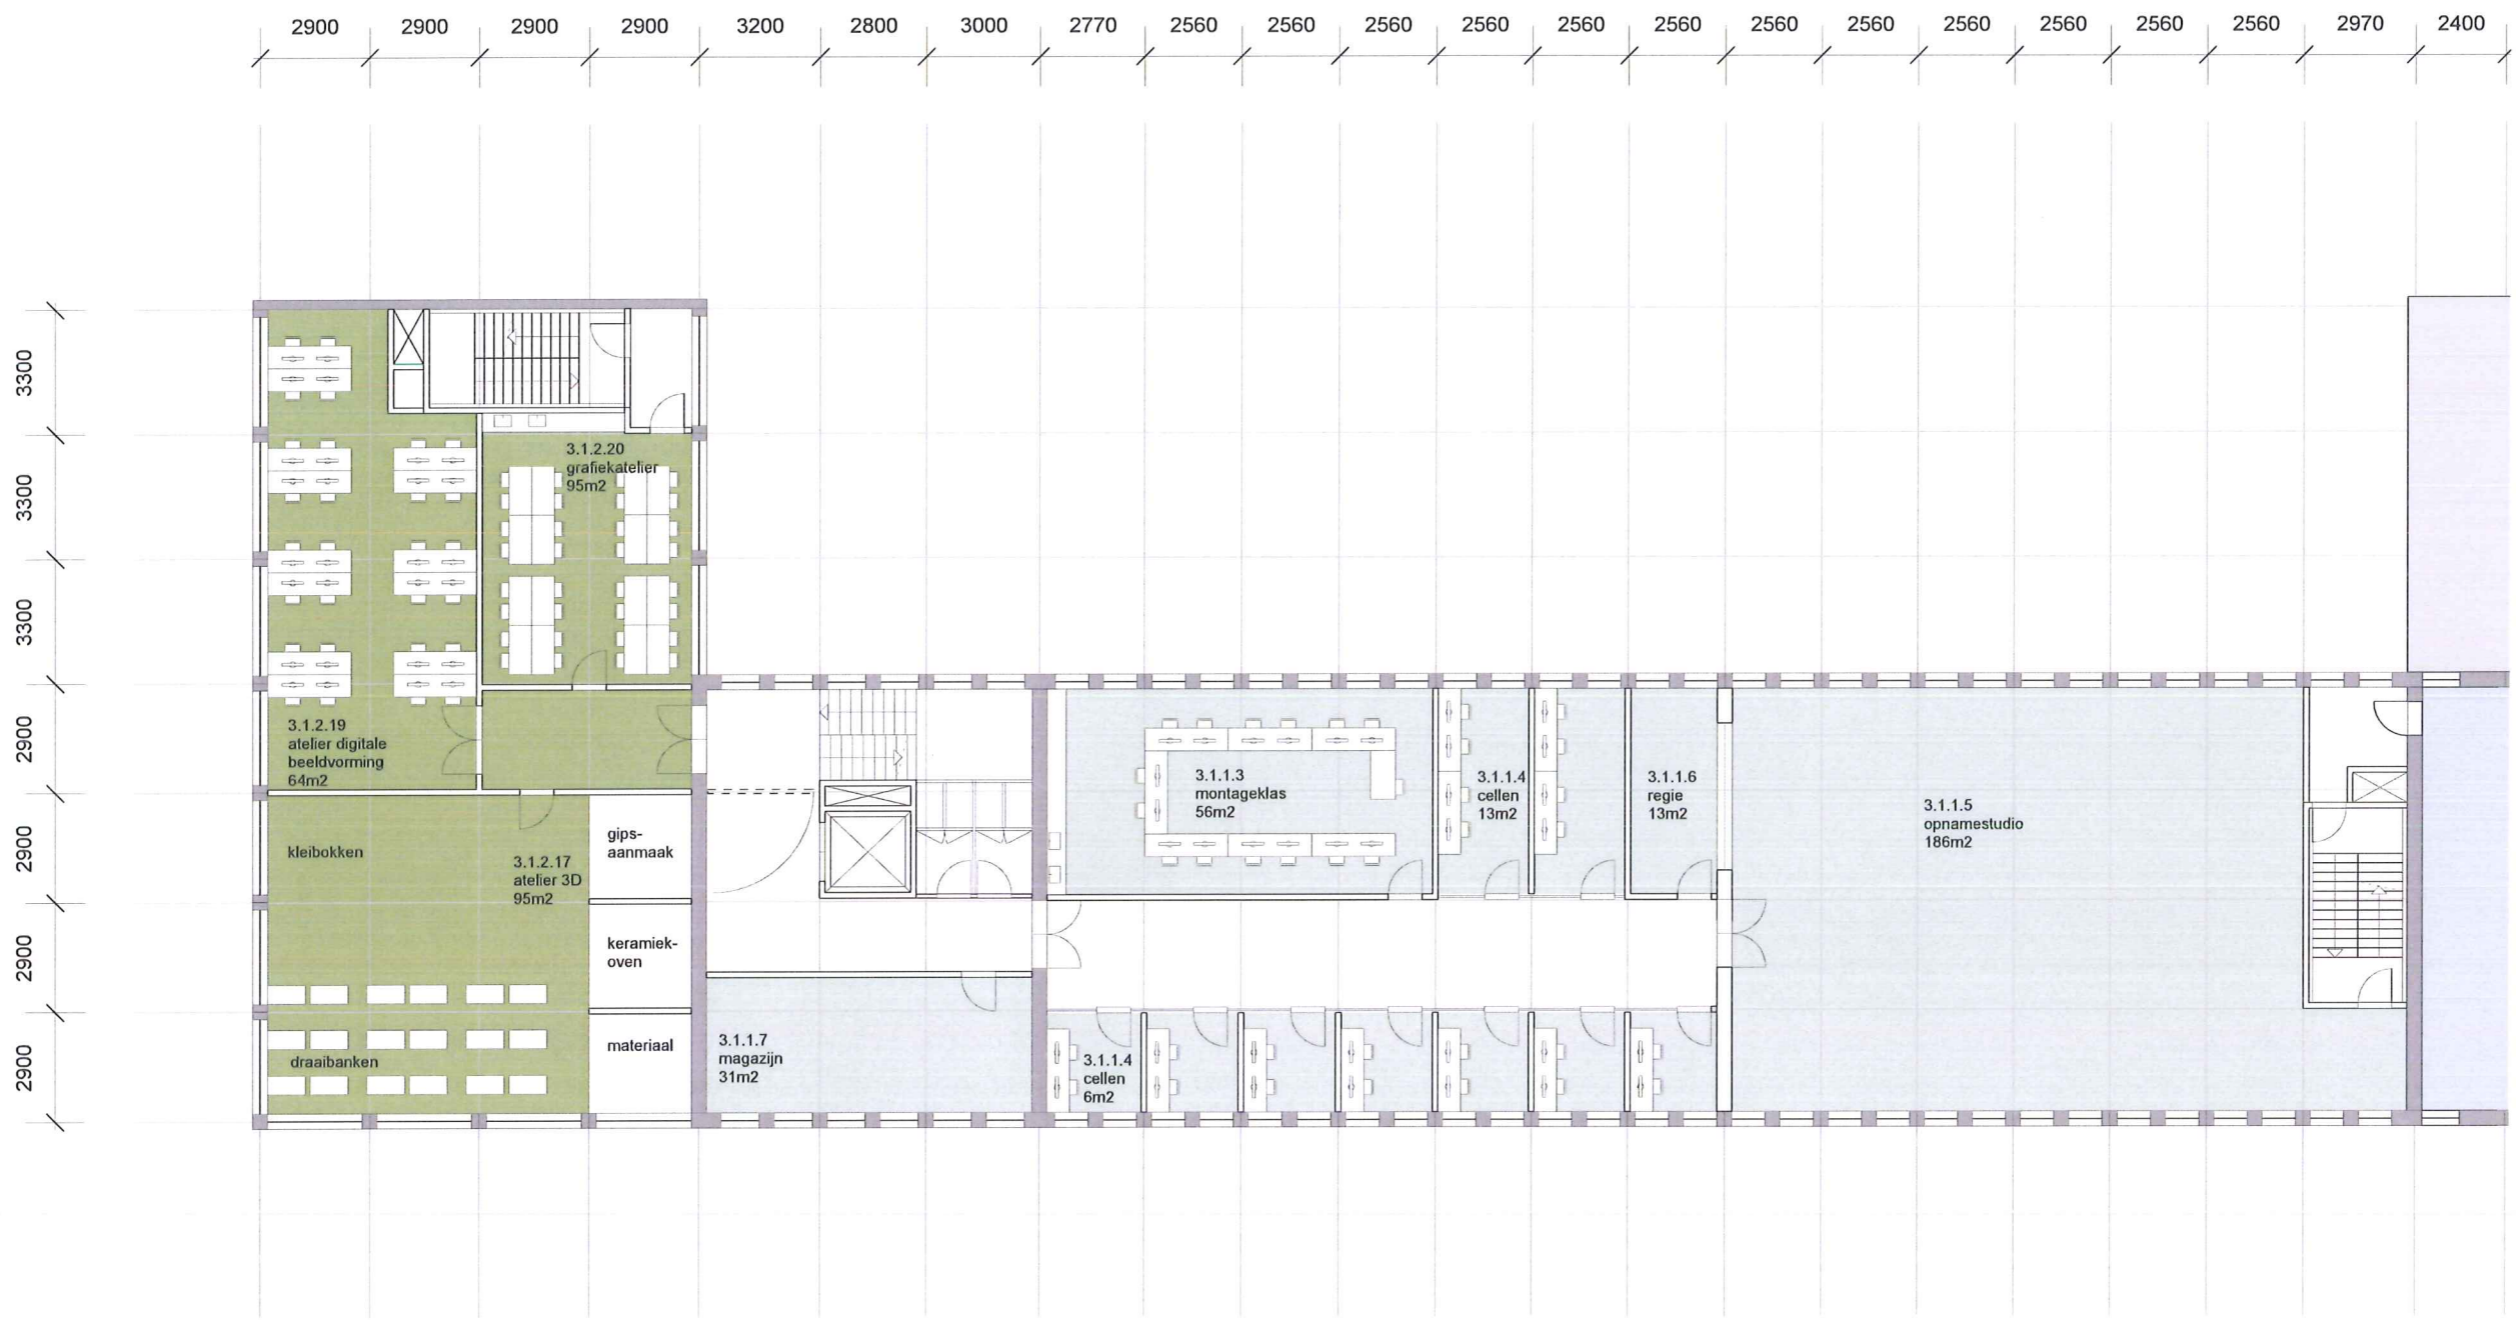 2900 2900 2900 2900 3200 2800 3000 2770 2560 2560 2560 2560 2560 2560 2560 2560 2560 2560 2560 2560 2970 2400
3300
3300
3300
2900
2900
2900
2900
3.1.2.20
grafiekatelier
95m2
3.1.2.19
atelier digitale
beeldvorming
64m2
kleibokken
3.1.2.17
atelier 3D
95m2
gips-
aanmaak
keramiek-
oven
materiaal
draaibanken
3.1.1.7
magazijn
31m2
3.1.1.3
montageklas
56m2
3.1.1.4
cellen
13m2
3.1.1.6
regie
13m2
3.1.1.5
opnamestudio
186m2
3.1.1.4
cellen
6m2